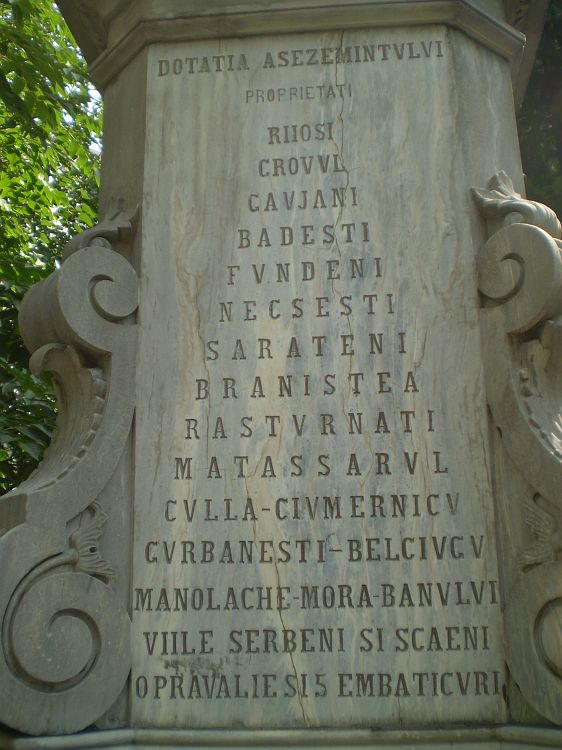 DOTATIA ASEZEMINTVLVI
PROPRIETATI
RIIOSI
CROVVL
CAVJANI
BADESTI
FVNDENI
NECSESTI
SARATENI
BRANISTEA
RASTVRNATI
MATASSARVL
CVLLA-CIVMERNICV
CVRBANESTI-BELCIVGV
MANOLACHE-MORA-BANVLVI
VIILE SERBENI SI SCAENI
OPRAVALIE SI 5 EMBATICVRI